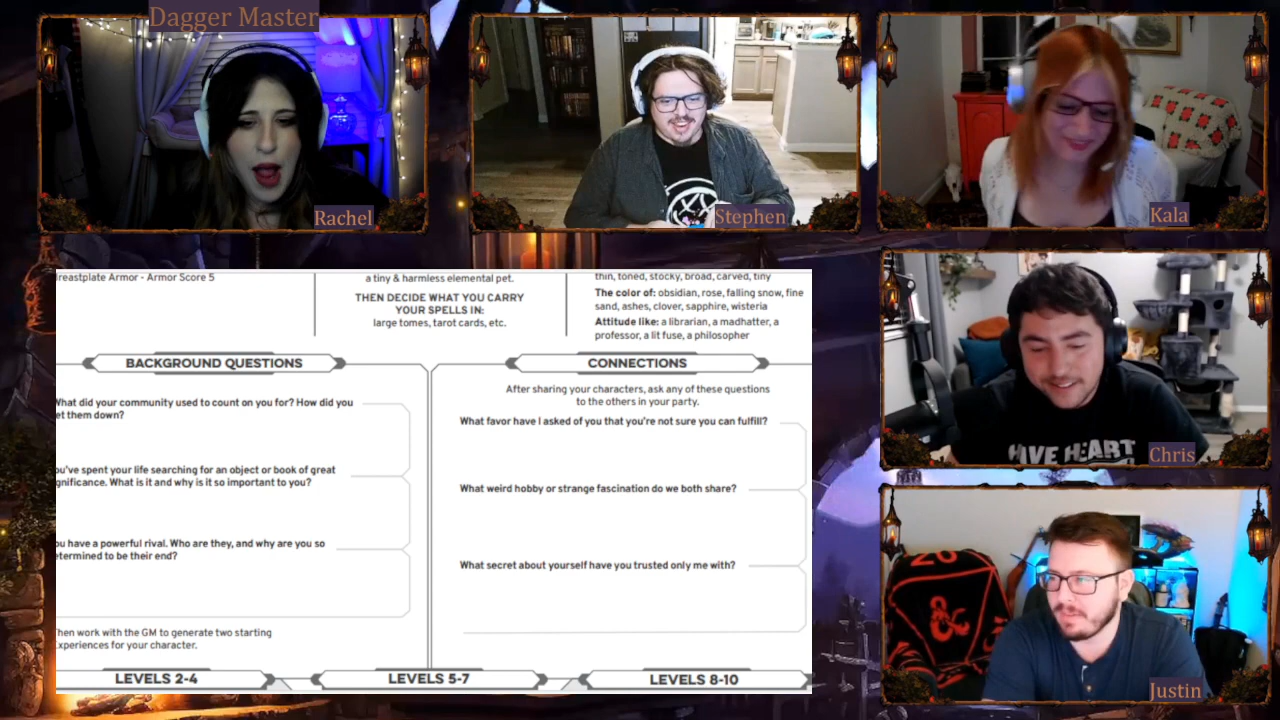 Dagger Master
Rachel
Stephen
Kala
Breastplate Armor - Armor Score 5
a tiny & harmless elemental pet.
THEN DECIDE WHAT YOU CARRY
YOUR SPELLS IN:
large tomes, tarot cards, etc.
thin, toned, stocky, broad, carved, tiny
The color of: obsidian, rose, falling snow, fine
sand, ashes, clover, sapphire, wisteria
Attitude like: a librarian, a madhatter, a
professor, a lit fuse, a philosopher
BACKGROUND QUESTIONS
What did your community used to count on you for? How did you
et them down?
ou've spent your life searching for an object or book of great
gnificance. What is it and why is it so important to you?
ou have a powerful rival. Who are they, and why are you so
etermined to be their end?
hen work with the GM to generate two starting
xperiences for your character.
CONNECTIONS
After sharing your characters, ask any of these questions
to the others in your party.
What favor have I asked of you that you're not sure you can fulfill?
What weird hobby or strange fascination do we both share?
What secret about yourself have you trusted only me with?
LEVELS 2-4
LEVELS 5-7
LEVELS 8-10
HAVE HEART
Chris
20
&
Justin